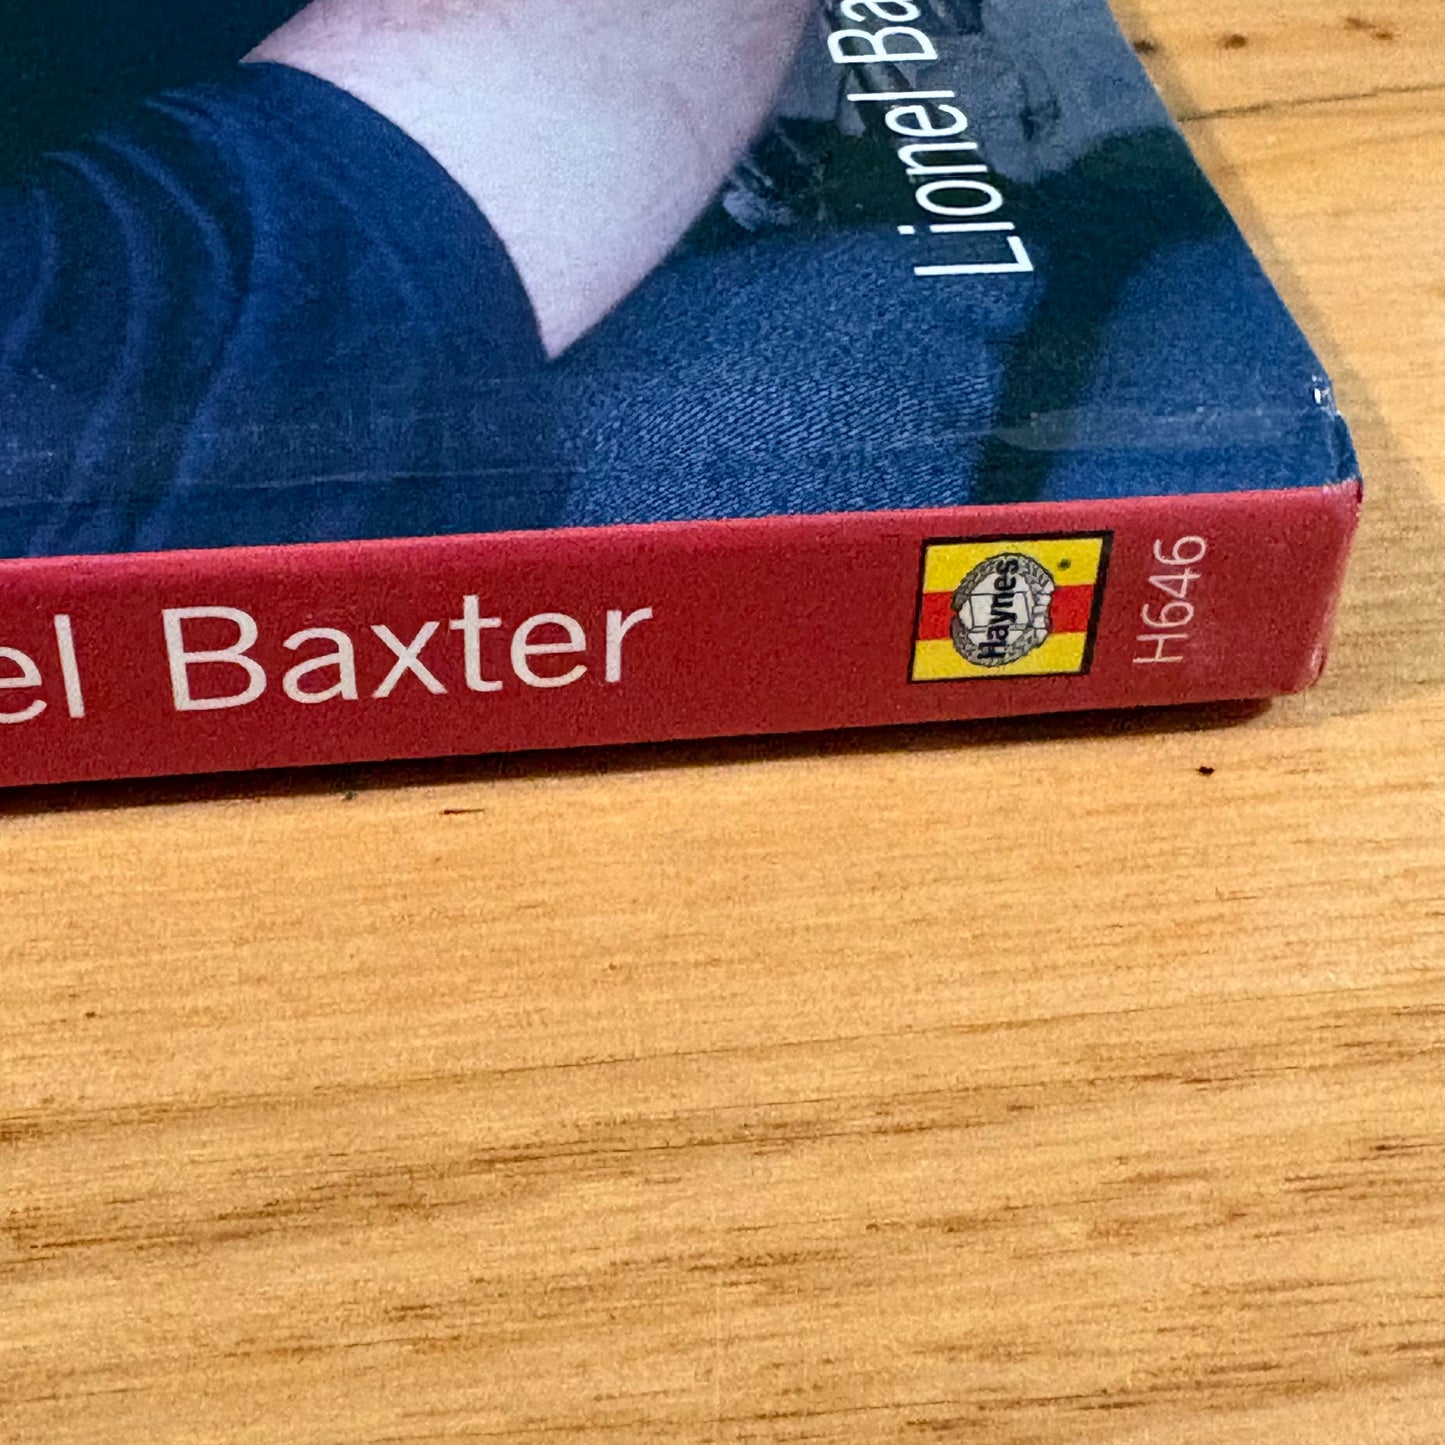 Lionel Ba
el Baxter
Haynes
H646